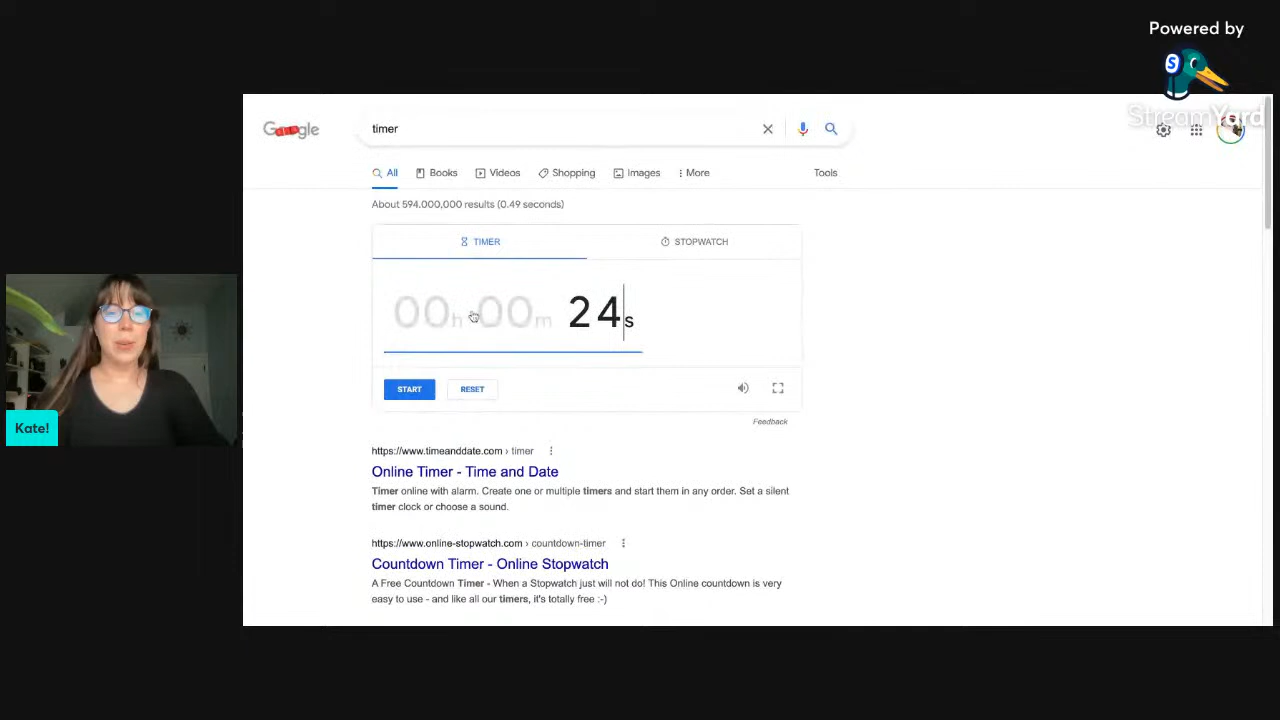 Powered by
StreamYard
Google
timer
All
Books
Videos
Shopping
Images
More
Tools
About 594.000,000 results (0.49 seconds)
TIMER
STOPWATCH
00h 00m 24s
START
RESET
Feedback
https://www.timeanddate.com › timer
Online Timer - Time and Date
Timer online with alarm. Create one or multiple timers and start them in any order. Set a silent
timer clock or choose a sound.
https://www.online-stopwatch.com › countdown-timer
Countdown Timer - Online Stopwatch
A Free Countdown Timer - When a Stopwatch just will not do! This Online countdown is very
easy to use - and like all our timers, it's totally free :-)
Kate!